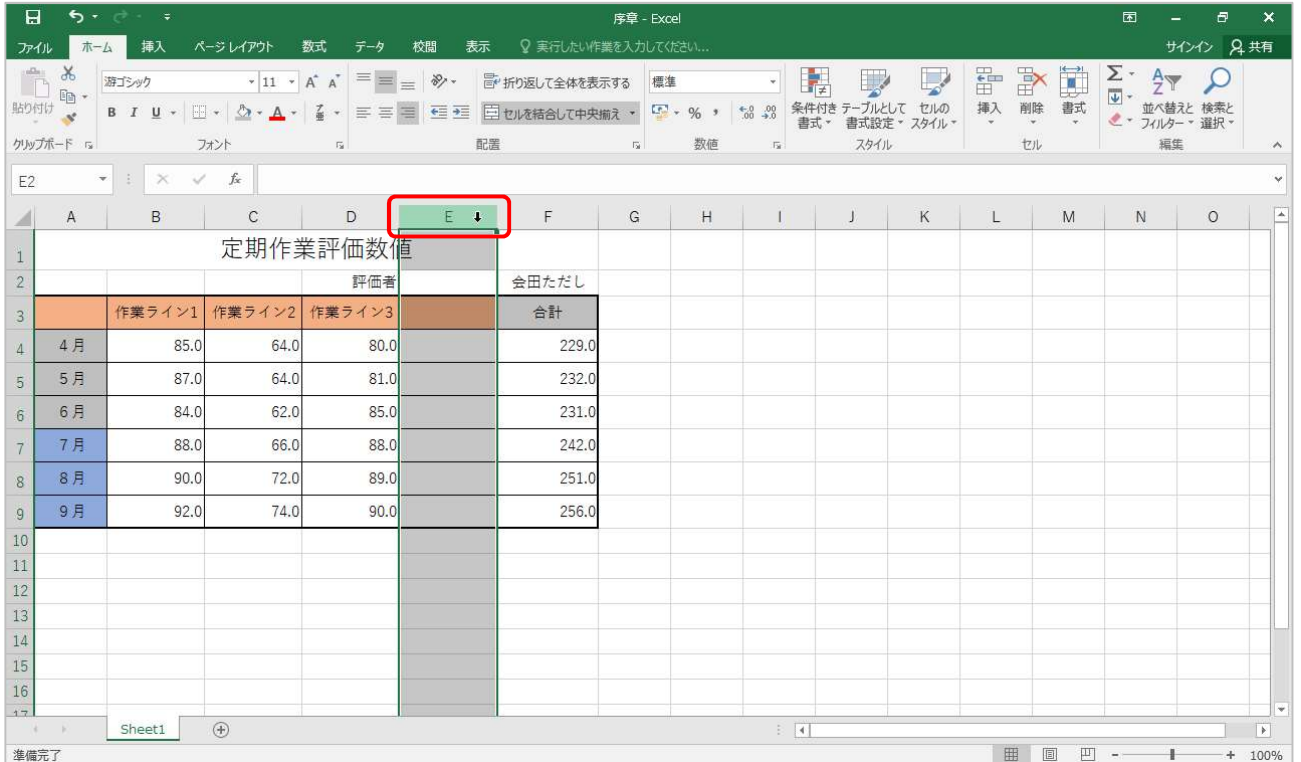 序章 - Excel
ファイル ホーム 挿入 ページ レイアウト 数式 データ 校閲 表示 実行したい作業を入力してください... サインイン 共有
游ゴシック 11 A A 折り返して全体を表示する 標準
貼り付け B I U A セルを結合して中央揃え % , 条件付き書式 テーブルとして書式設定 セルのスタイル 挿入 削除 書式 Σ 並べ替えとフィルター 検索と選択
クリップボード フォント 配置 数値 スタイル セル 編集
E2 fx
A B C D E F G H I J K L M N O
1 定期作業評価数値
2 評価者 会田ただし
3 作業ライン1 作業ライン2 作業ライン3 合計
4 4月 85.0 64.0 80.0 229.0
5 5月 87.0 64.0 81.0 232.0
6 6月 84.0 62.0 85.0 231.0
7 7月 88.0 66.0 88.0 242.0
8 8月 90.0 72.0 89.0 251.0
9 9月 92.0 74.0 90.0 256.0
10
11
12
13
14
15
16
17
Sheet1
準備完了 100%